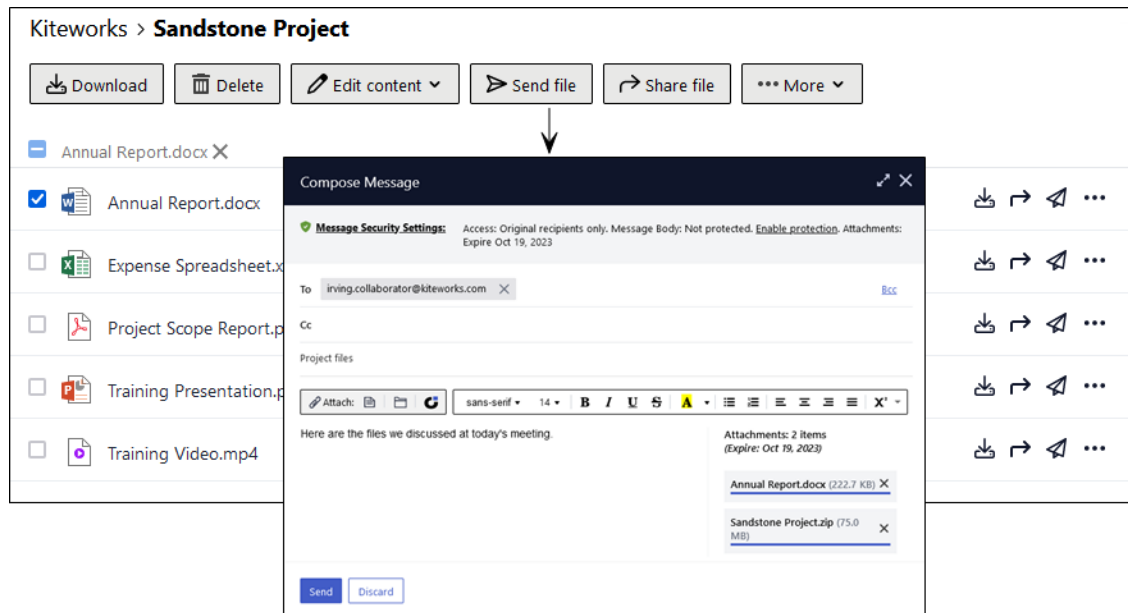 Kiteworks > Sandstone Project
Download Delete Edit content Send file Share file ••• More
Annual Report.docx
Annual Report.docx
Expense Spreadsheet.x
Project Scope Report.p
Training Presentation.p
Training Video.mp4
Compose Message
Message Security Settings: Access: Original recipients only. Message Body: Not protected. Enable protection. Attachments:
Expire Oct 19, 2023
To irving.collaborator@kiteworks.com Bcc
Cc
Project files
Attach: sans-serif 14 B I U S A X'
Here are the files we discussed at today's meeting.
Attachments: 2 items
(Expire: Oct 19, 2023)
Annual Report.docx (222.7 KB)
Sandstone Project.zip (75.0
MB)
Send Discard